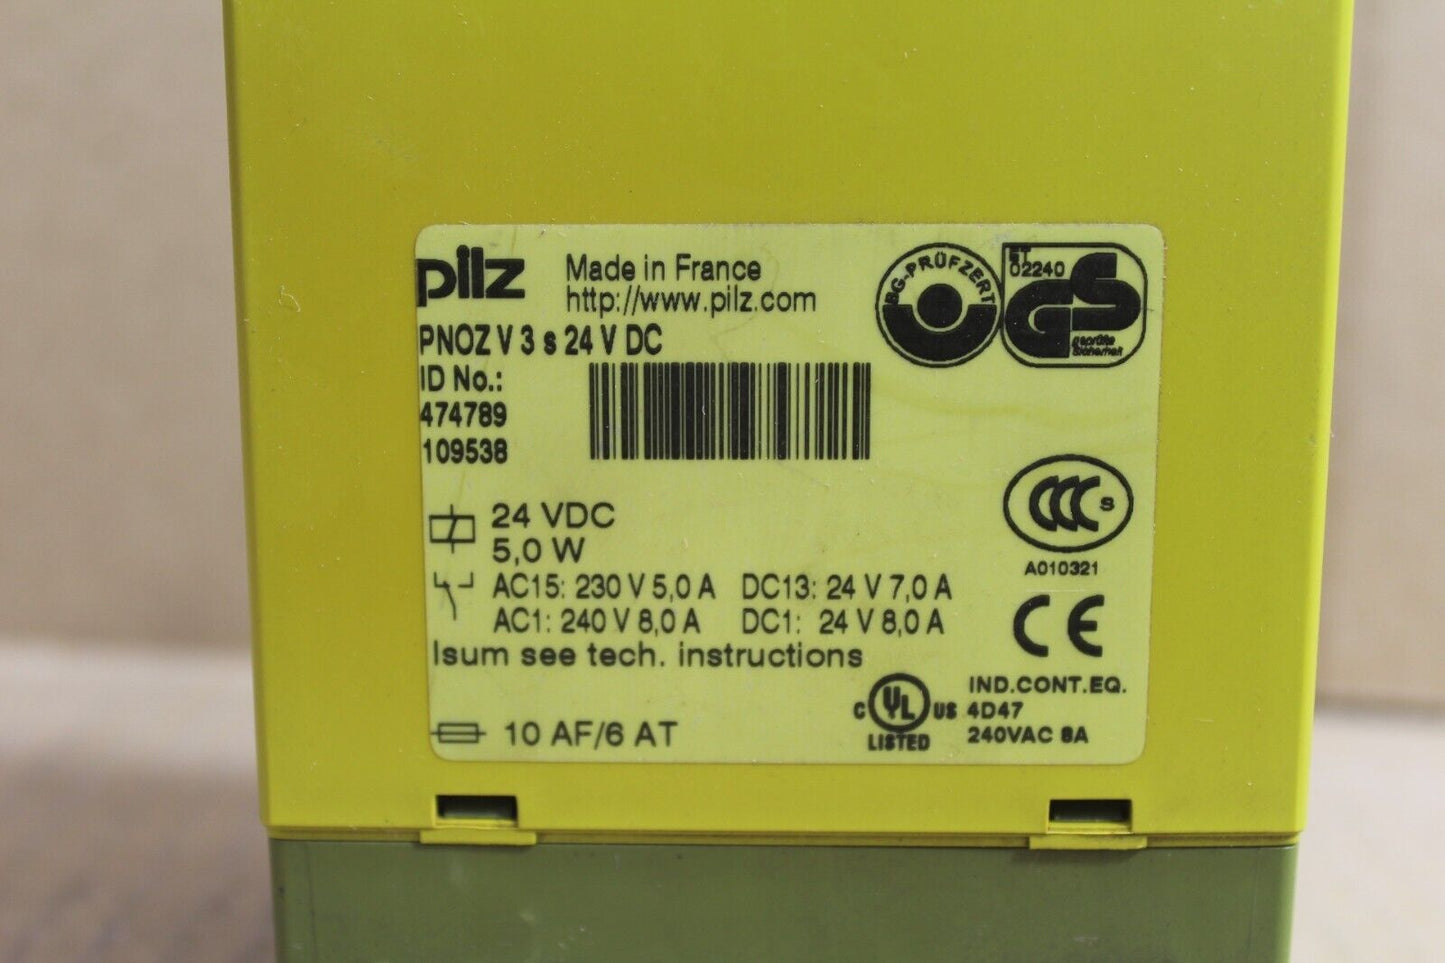 pilz
Made in France
http://www.pilz.com
BG-PRÜFZERT
ET
02240
GS
geprüfte
Sicherheit
PNOZ V 3 s 24 V DC
ID No.:
474789
109538
24 VDC
5,0 W
CCC S
A010321
AC15: 230 V 5,0 A DC13: 24 V 7,0 A
AC1: 240 V 8,0 A DC1: 24 V 8,0 A
CE
Isum see tech. instructions
C UL US
LISTED
IND.CONT.EQ.
4D47
240VAC 8A
10 AF/6 AT